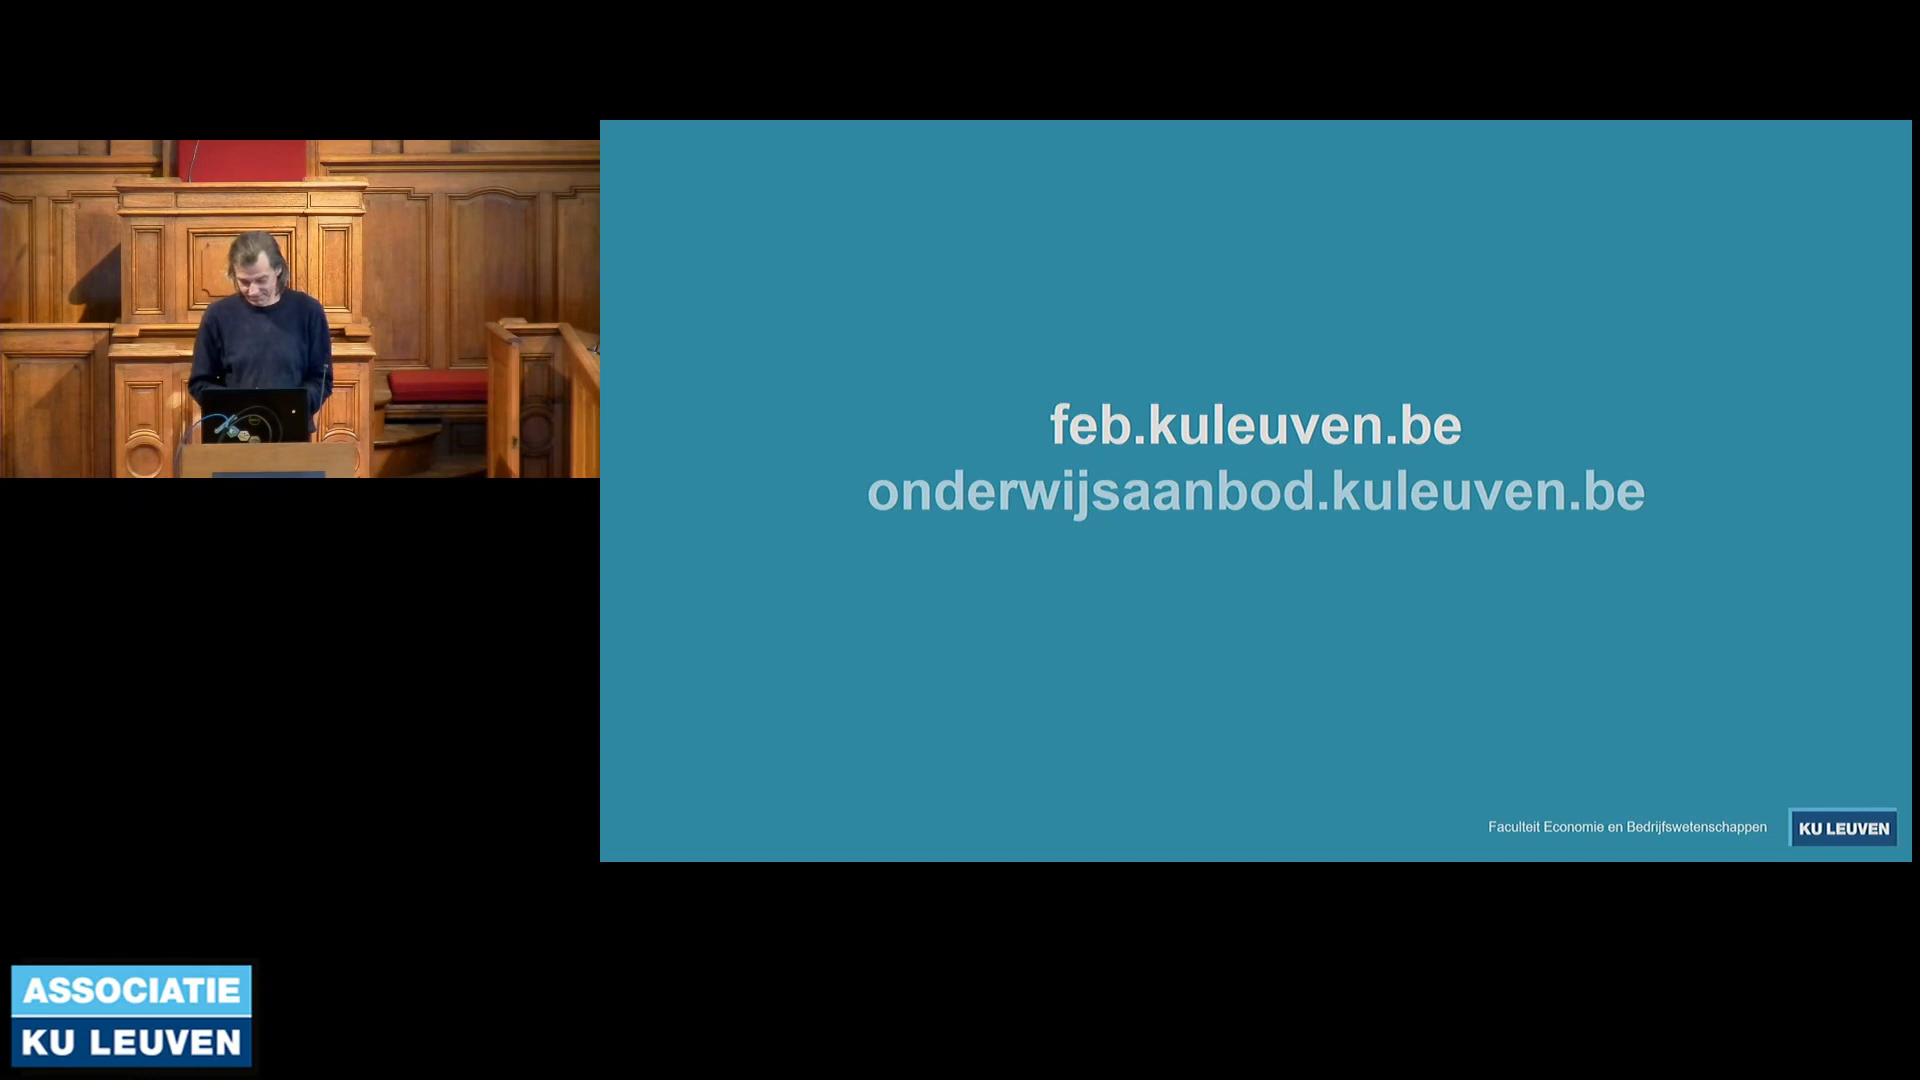 feb.kuleuven.be
onderwijsaanbod.kuleuven.be
Faculteit Economie en Bedrijfswetenschappen
KU LEUVEN
ASSOCIATIE
KU LEUVEN